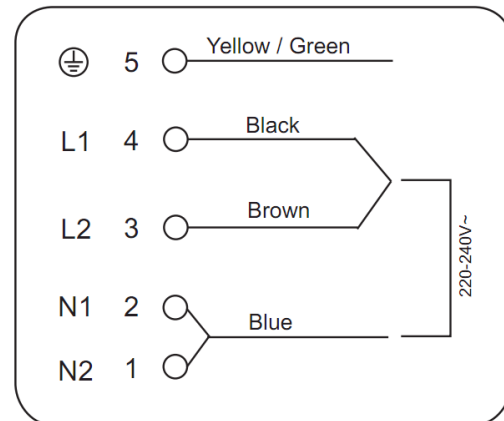 5 Yellow / Green
L1 4 Black
L2 3 Brown
N1 2
Blue
N2 1
220-240V~